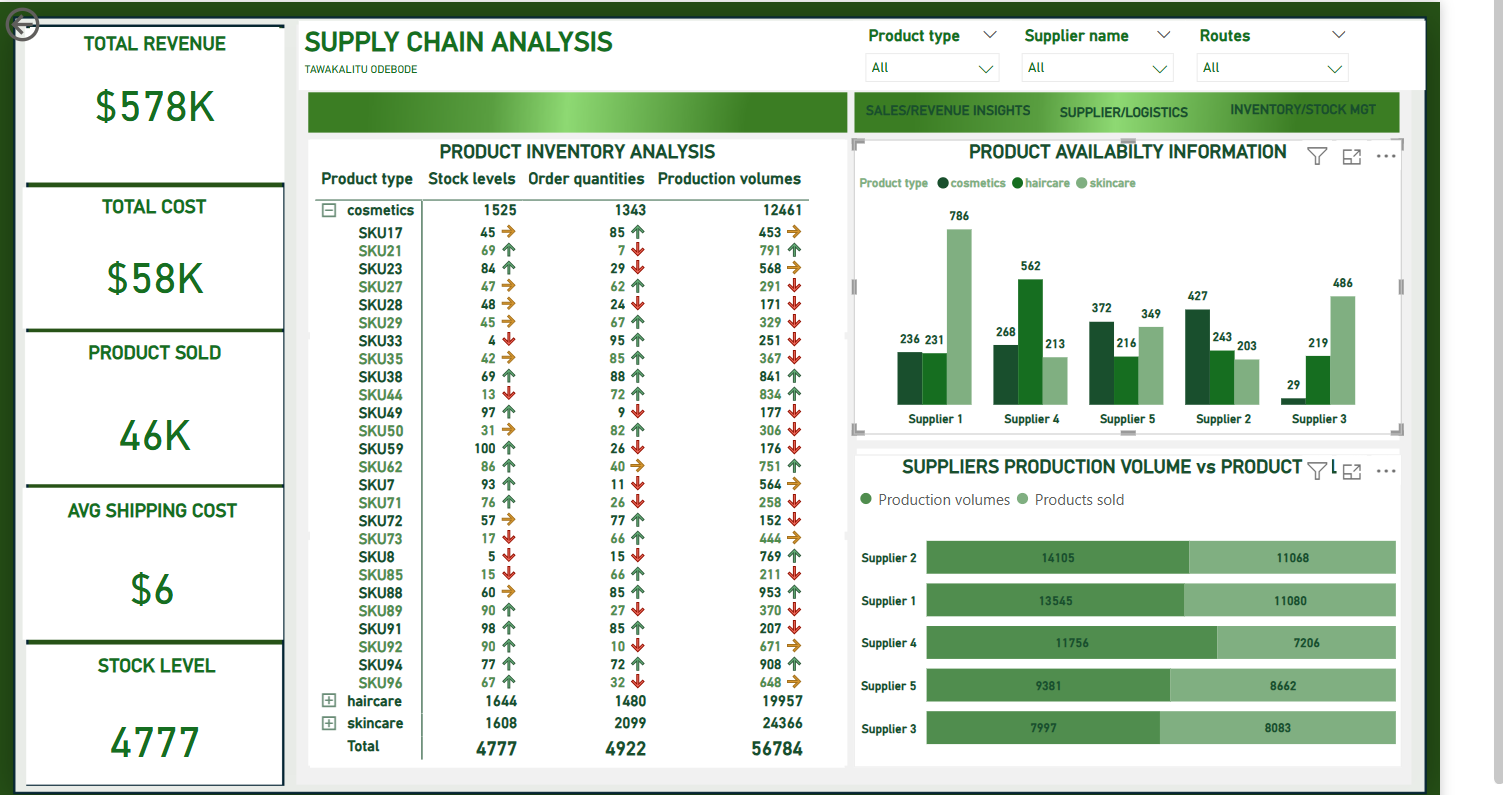 TOTAL REVENUE
$578K
TOTAL COST
$58K
PRODUCT SOLD
46K
AVG SHIPPING COST
$6
STOCK LEVEL
4777
SUPPLY CHAIN ANALYSIS
TAWAKALITU ODEBODE
Product type
All
Supplier name
All
Routes
All
SALES/REVENUE INSIGHTS
SUPPLIER/LOGISTICS
INVENTORY/STOCK MGT
PRODUCT INVENTORY ANALYSIS
Product type Stock levels Order quantities Production volumes
cosmetics 1525 1343 12461
SKU17 45 85 453
SKU21 69 7 791
SKU23 84 29 568
SKU27 47 62 291
SKU28 48 24 171
SKU29 45 67 329
SKU33 4 95 251
SKU35 42 85 367
SKU38 69 88 841
SKU44 13 72 834
SKU49 97 9 177
SKU50 31 82 306
SKU59 100 26 176
SKU62 86 40 751
SKU7 93 11 564
SKU71 76 26 258
SKU72 57 77 152
SKU73 17 66 444
SKU8 5 15 769
SKU85 15 66 211
SKU88 60 85 953
SKU89 90 27 370
SKU91 98 85 207
SKU92 90 10 671
SKU94 77 72 908
SKU96 67 32 648
haircare 1644 1480 19957
skincare 1608 2099 24366
Total 4777 4922 56784
PRODUCT AVAILABILTY INFORMATION
Product type cosmetics haircare skincare
236 231 786
268 562 213
372 216 349
427 243 203
29 219 486
Supplier 1 Supplier 4 Supplier 5 Supplier 2 Supplier 3
SUPPLIERS PRODUCTION VOLUME vs PRODUCT
Production volumes Products sold
Supplier 2 14105 11068
Supplier 1 13545 11080
Supplier 4 11756 7206
Supplier 5 9381 8662
Supplier 3 7997 8083